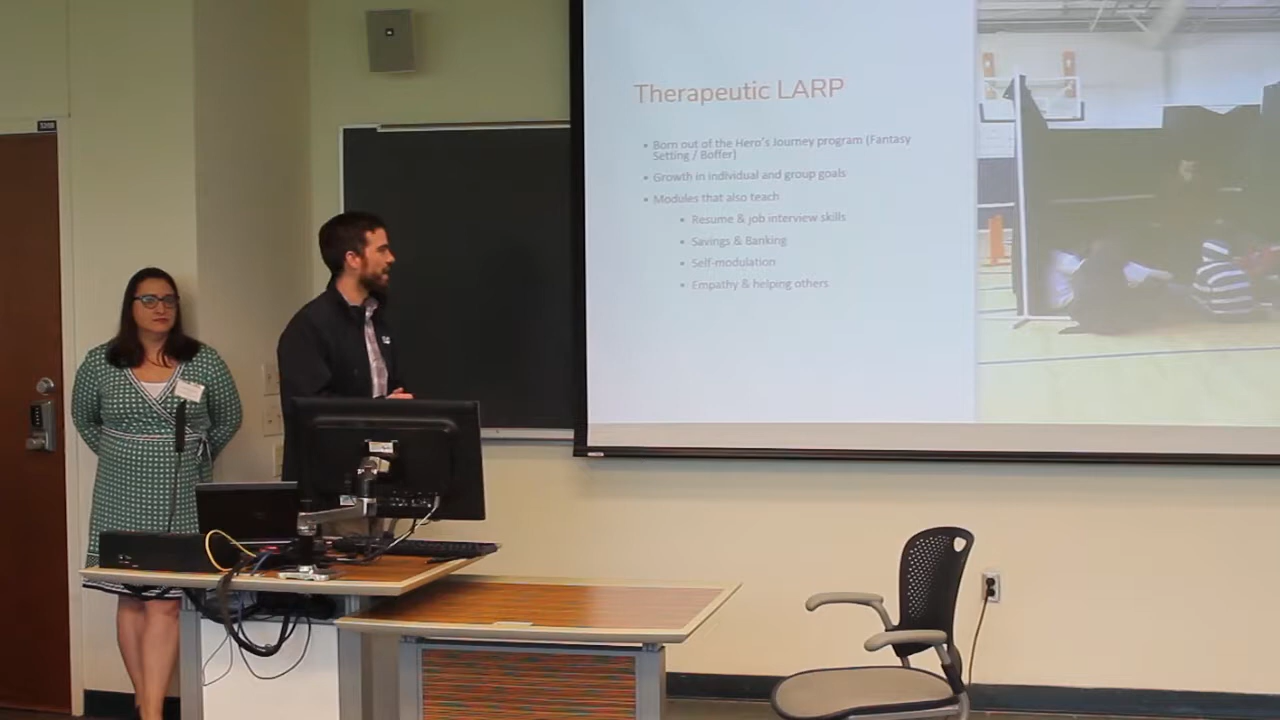 Therapeutic LARP
▪ Born out of the Hero's Journey program (Fantasy
Setting / Boffer)
▪ Growth in individual and group goals
▪ Modules that also teach
▪ Resume & job interview skills
▪ Savings & Banking
▪ Self-modulation
▪ Empathy & helping others